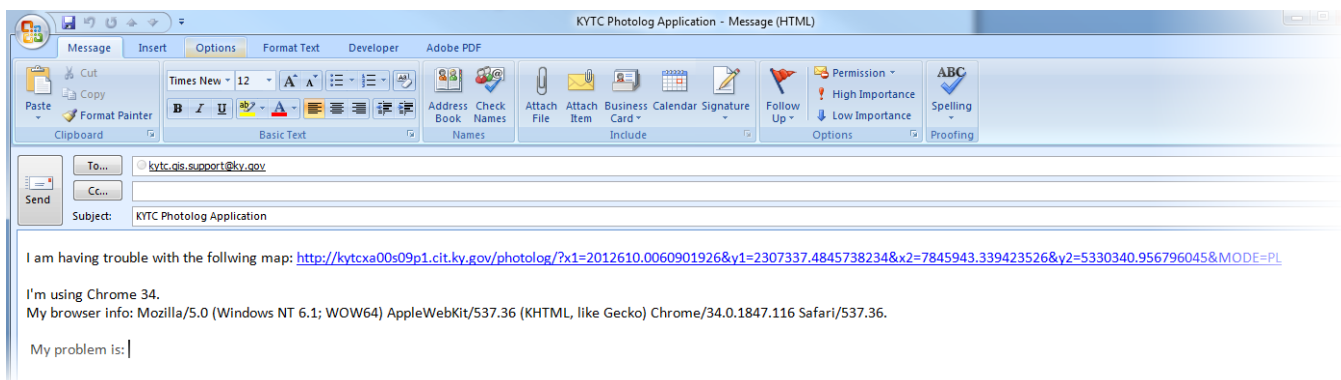 KYTC Photolog Application - Message (HTML)
Message Insert Options Format Text Developer Adobe PDF
Cut
Copy
Format Painter
Paste
Clipboard
Times New 12
B I U
Basic Text
Address Book
Check Names
Names
Attach File
Attach Item
Business Card
Calendar
Signature
Include
Follow Up
Permission
High Importance
Low Importance
Options
ABC
Spelling
Proofing
Send
To... kytc.gis.support@ky.gov
Cc...
Subject: KYTC Photolog Application
I am having trouble with the follwing map: http://kytcxa00s09p1.cit.ky.gov/photolog/?x1=2012610.0060901926&y1=2307337.4845738234&x2=7845943.339423526&y2=5330340.956796045&MODE=PL
I'm using Chrome 34.
My browser info: Mozilla/5.0 (Windows NT 6.1; WOW64) AppleWebKit/537.36 (KHTML, like Gecko) Chrome/34.0.1847.116 Safari/537.36.
My problem is: